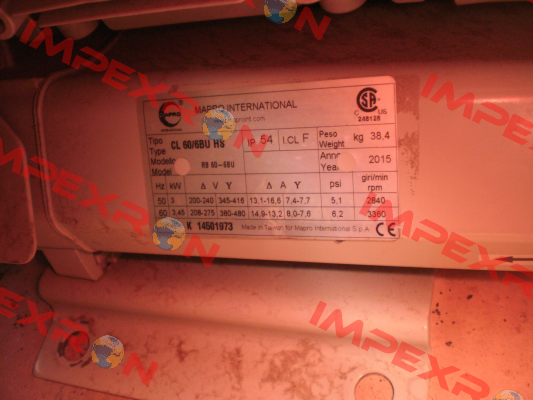 MAPRO INTERNATIONAL
MAPRO
CSA
C US
248128
Tipo
Type CL 60/6BU HS IP 54 I.CL F Peso
Weight kg 38,4
Modello
Model RB 60-6BU Anno
Year 2015
Hz kW Δ V Y Δ A Y psi giri/min
rpm
50 3 200-240 345-416 13,1-16,6 7,4-7,7 5,1 2840
60 3,45 208-275 360-480 14,9-13,2 8,0-7,6 6,2 3360
K 14501973 Made in Taiwan for Mapro International S.p.A. CE
IMPEXRON
IMPEXRON
IMPEXRON
IMPEXRON
IMPEXRON